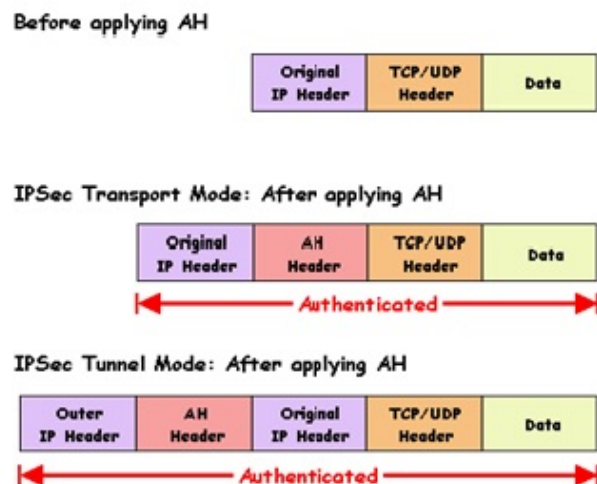 Before applying AH
Original TCP/UDP Data
IP Header Header
IPSec Transport Mode: After applying AH
Original AH TCP/UDP Data
IP Header Header Header
Authenticated
IPSec Tunnel Mode: After applying AH
Outer AH Original TCP/UDP Data
IP Header Header IP Header Header
Authenticated